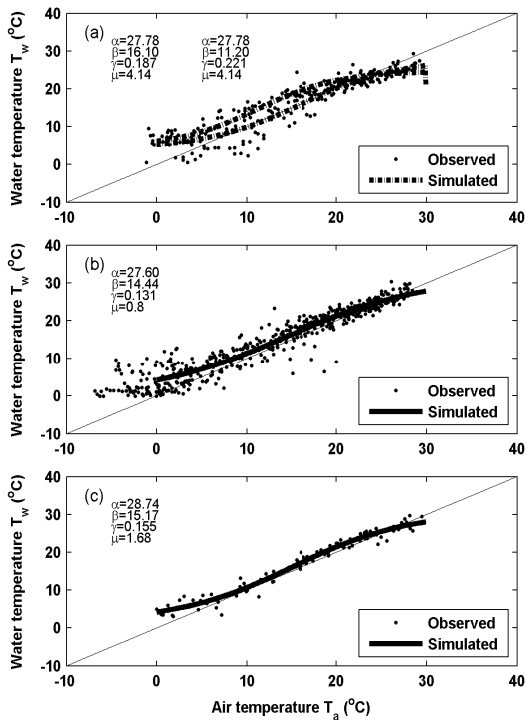 40
30
20
10
0
-10
Water temperature Tw (°C)
(a)
α=27.78
β=16.10
γ=0.187
μ=4.14
α=27.78
β=11.20
γ=0.221
μ=4.14
Observed
Simulated
-10 0 10 20 30 40
40
30
20
10
0
-10
Water temperature Tw (°C)
(b)
α=27.60
β=14.44
γ=0.131
μ=0.8
Observed
Simulated
-10 0 10 20 30 40
40
30
20
10
0
-10
Water temperature Tw (°C)
(c)
α=28.74
β=15.17
γ=0.155
μ=1.68
Observed
Simulated
-10 0 10 20 30 40
Air temperature Ta (°C)